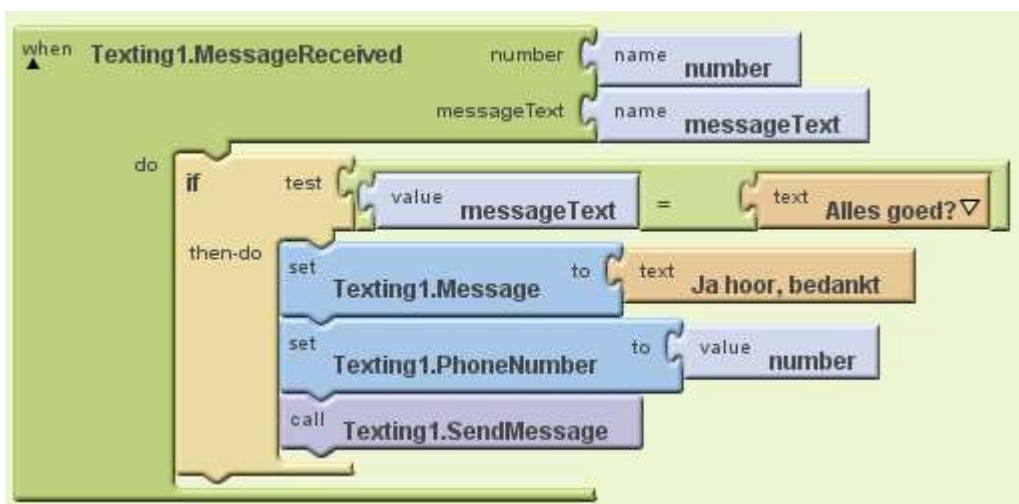 when Texting1.MessageReceived number name number
messageText name messageText
do if test value messageText = text Alles goed?
then-do set Texting1.Message to text Ja hoor, bedankt
set Texting1.PhoneNumber to value number
call Texting1.SendMessage